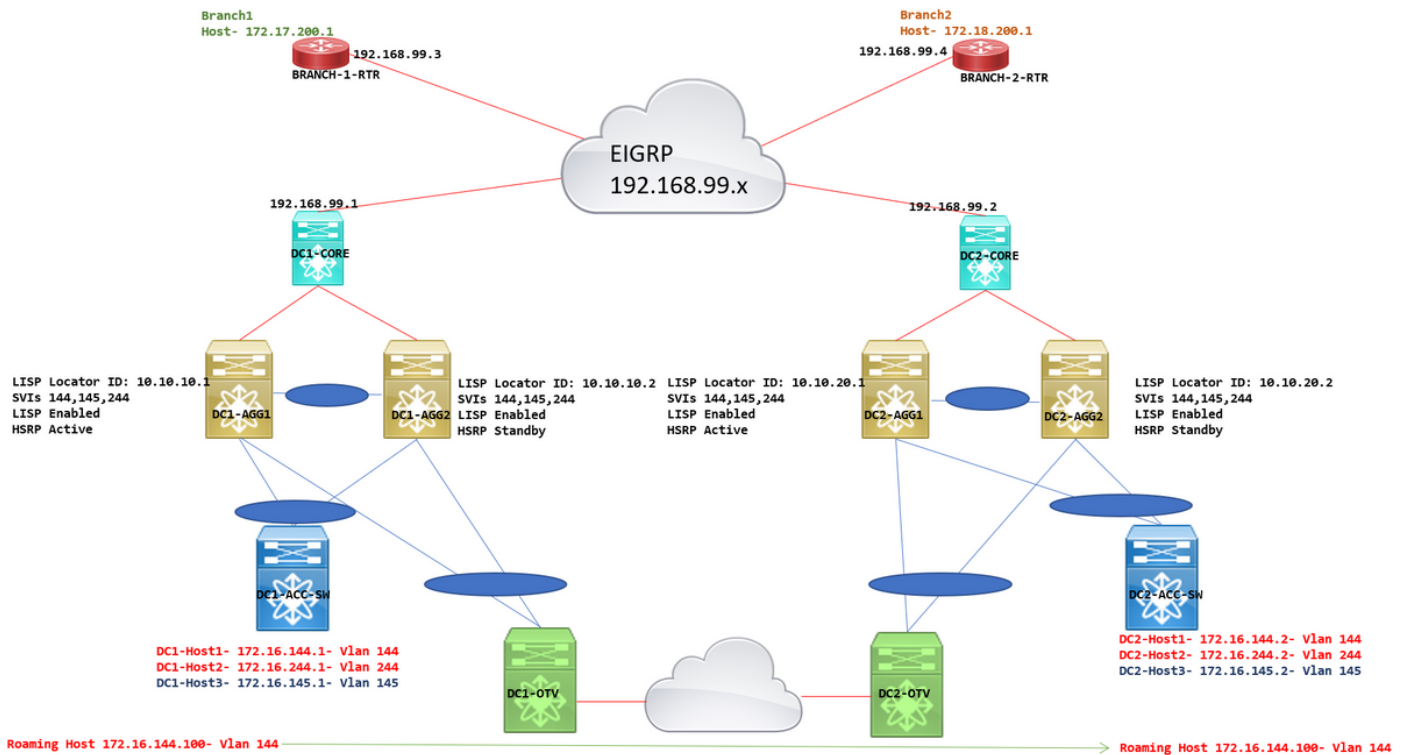 Branch1
Host- 172.17.200.1
192.168.99.3
BRANCH-1-RTR
Branch2
Host- 172.18.200.1
192.168.99.4
BRANCH-2-RTR
EIGRP
192.168.99.x
192.168.99.1
DC1-CORE
192.168.99.2
DC2-CORE
LISP Locator ID: 10.10.10.1
SVIs 144,145,244
LISP Enabled
HSRP Active
DC1-AGG1
DC1-AGG2
LISP Locator ID: 10.10.10.2
SVIs 144,145,244
LISP Enabled
HSRP Standby
LISP Locator ID: 10.10.20.1
SVIs 144,145,244
LISP Enabled
HSRP Active
DC2-AGG1
DC2-AGG2
LISP Locator ID: 10.10.20.2
SVIs 144,145,244
LISP Enabled
HSRP Standby
DC1-ACC-SW
DC2-ACC-SW
DC1-Host1- 172.16.144.1- Vlan 144
DC1-Host2- 172.16.244.1- Vlan 244
DC1-Host3- 172.16.145.1- Vlan 145
DC2-Host1- 172.16.144.2- Vlan 144
DC2-Host2- 172.16.244.2- Vlan 244
DC2-Host3- 172.16.145.2- Vlan 145
DC1-OTV
DC2-OTV
Roaming Host 172.16.144.100- Vlan 144
Roaming Host 172.16.144.100- Vlan 144